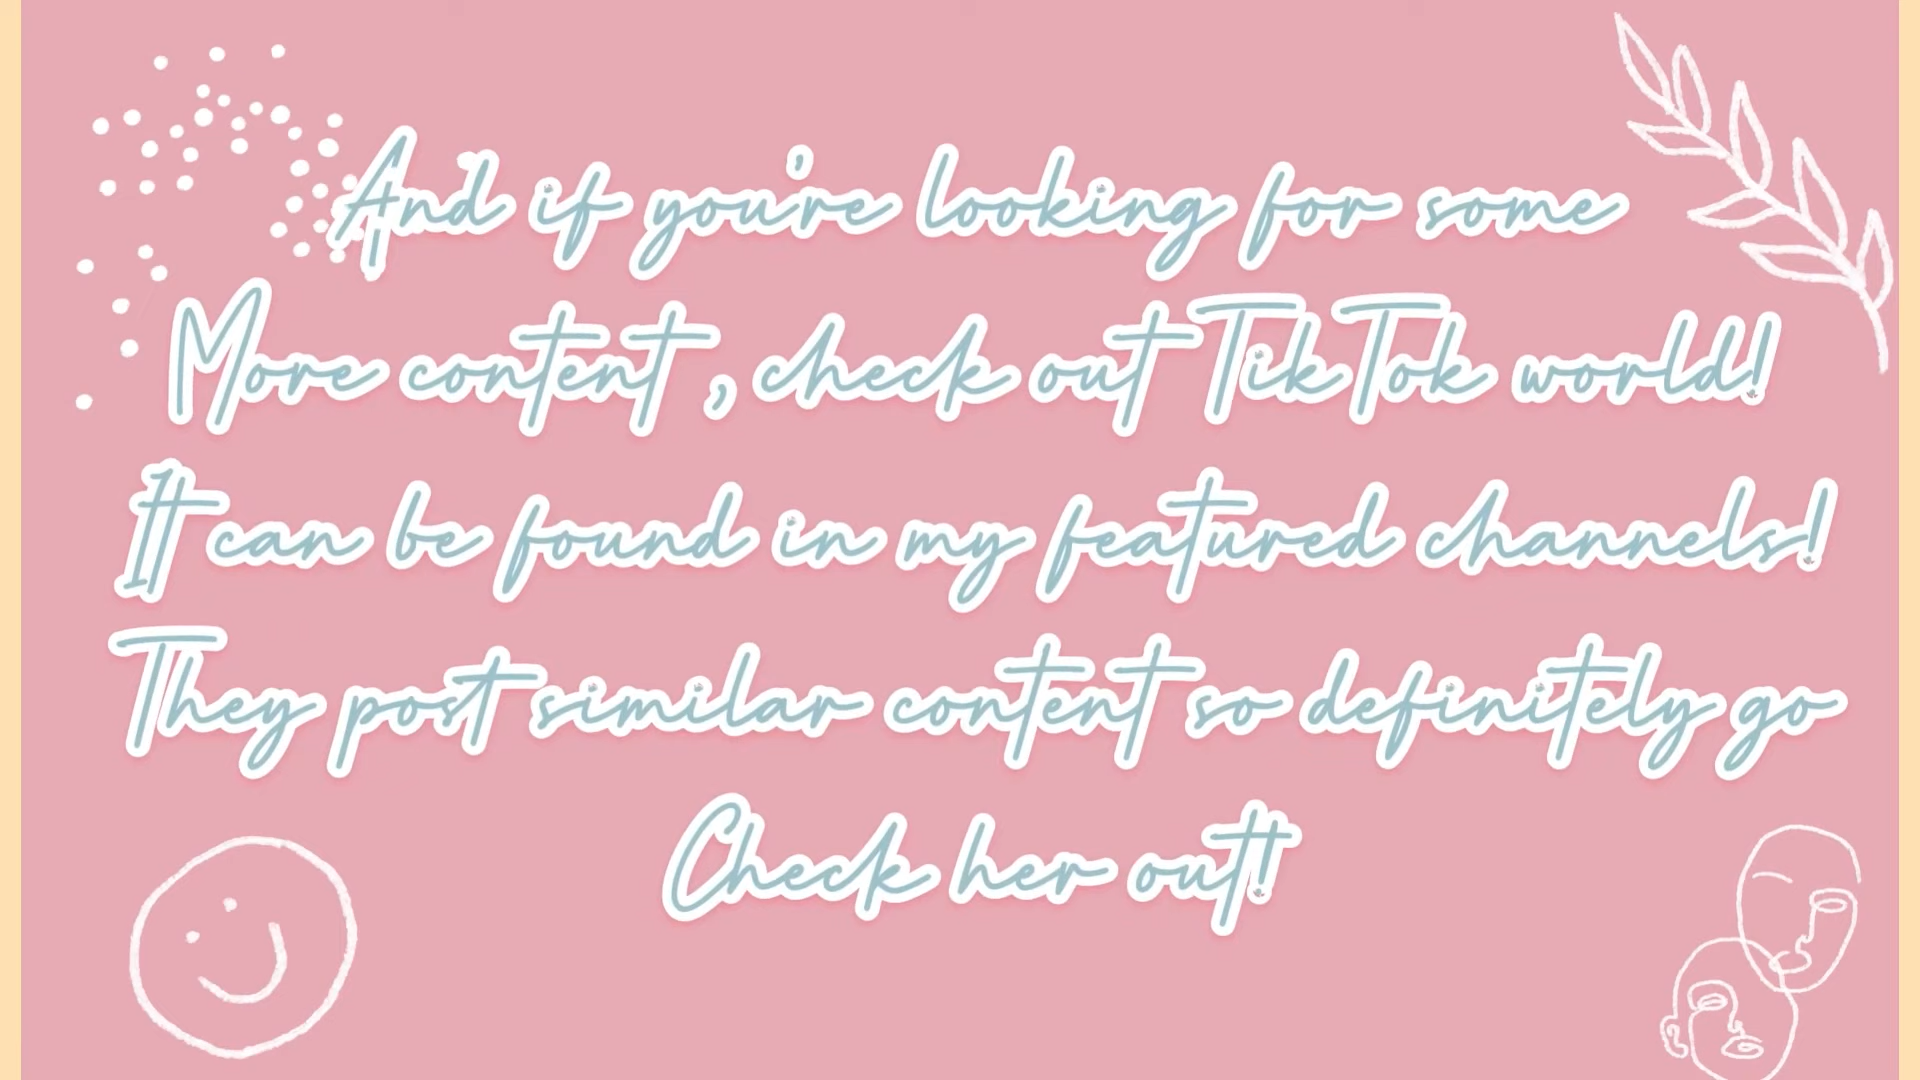 And if you're looking for some
More content, check out TikTok world!
It can be found in my featured channels!
They post similar content so definitely go
Check her out!